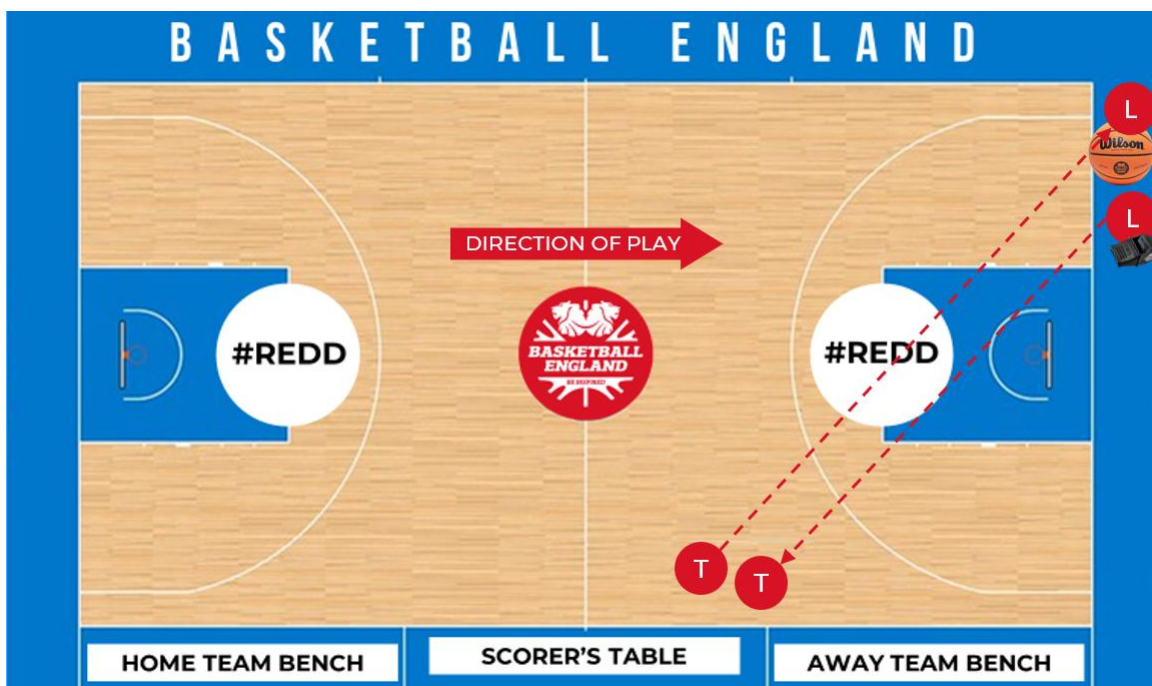 BASKETBALL ENGLAND
L
Wilson
L
DIRECTION OF PLAY
#REDD
BASKETBALL
ENGLAND
#REDD
T
T
HOME TEAM BENCH
SCORER'S TABLE
AWAY TEAM BENCH